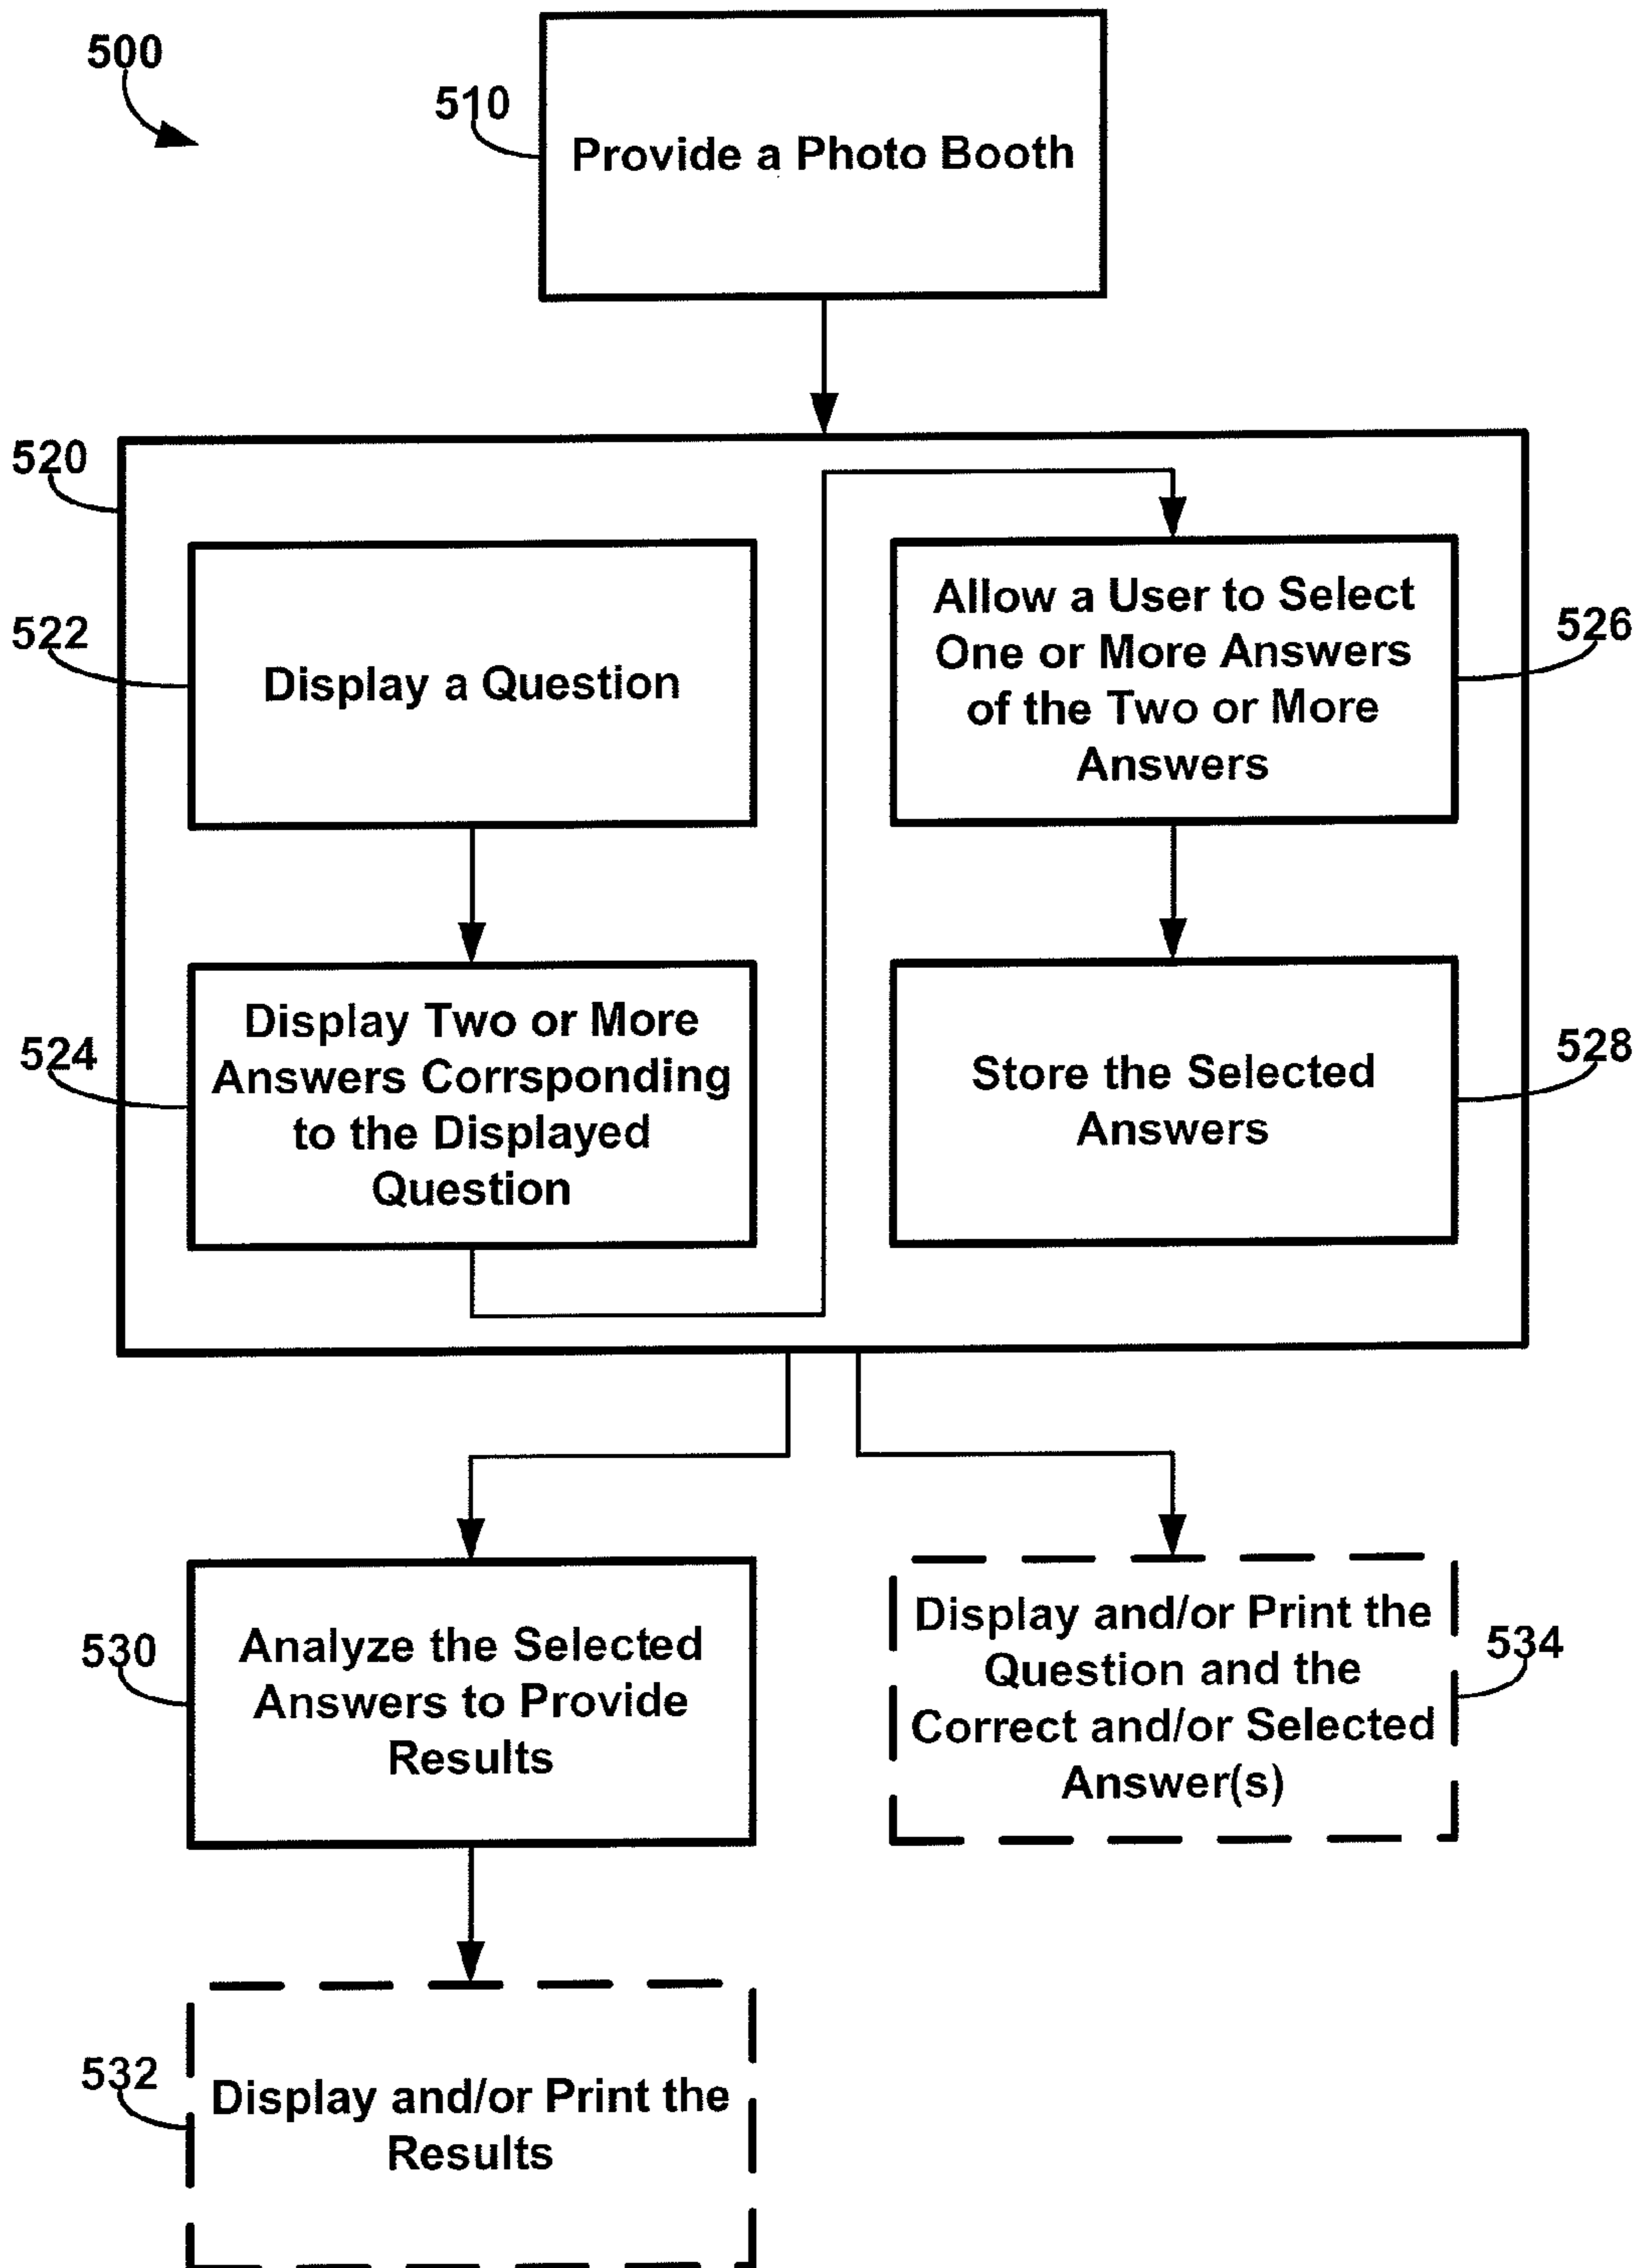 500
510
Provide a Photo Booth
520
522
Display a Question
524
Display Two or More
Answers Corrsponding
to the Displayed
Question
Allow a User to Select
One or More Answers
of the Two or More
Answers
526
Store the Selected
Answers
528
530
Analyze the Selected
Answers to Provide
Results
Display and/or Print the
Question and the
Correct and/or Selected
Answer(s)
534
532
Display and/or Print the
Results